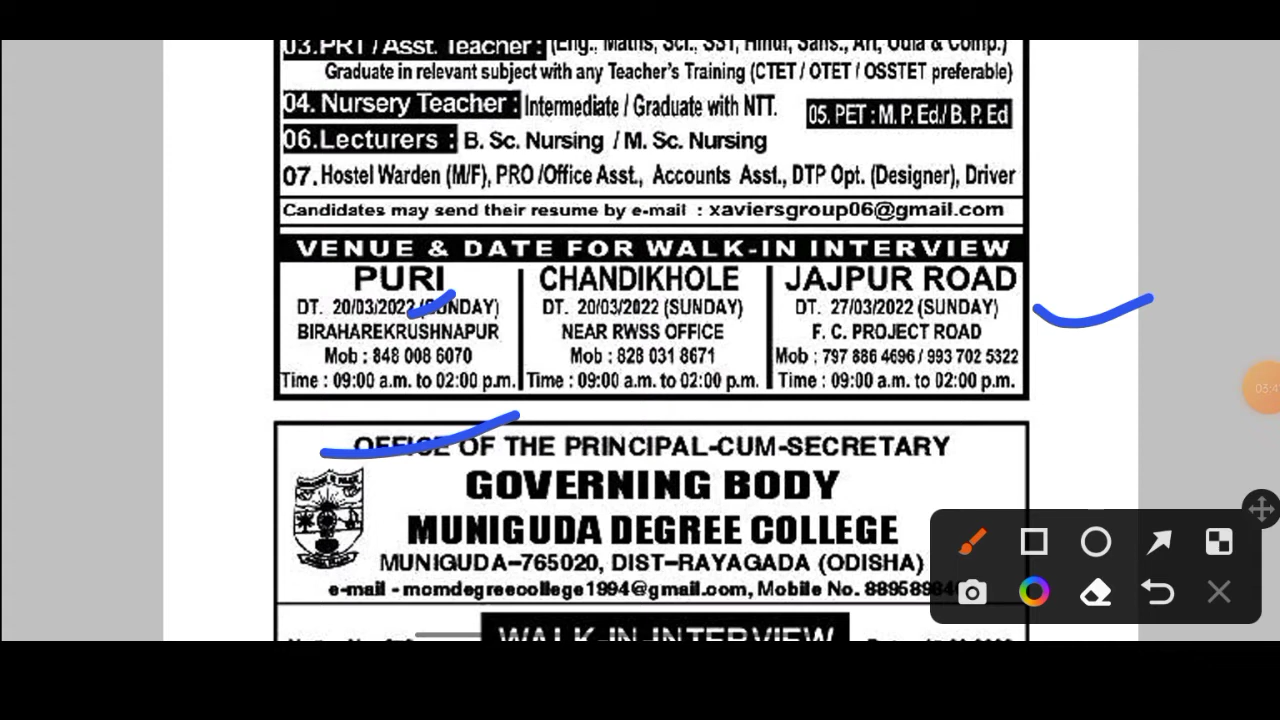 03.PRT / Asst. Teacher : (Eng., Maths, Sci., SST, Hindi, Sans., Art, Odia & Comp.)
Graduate in relevant subject with any Teacher's Training (CTET / OTET / OSSTET preferable)
04. Nursery Teacher : Intermediate / Graduate with NTT. 05. PET : M. P. Ed./ B. P. Ed
06.Lecturers : B. Sc. Nursing / M. Sc. Nursing
07. Hostel Warden (M/F), PRO /Office Asst., Accounts Asst., DTP Opt. (Designer), Driver
Candidates may send their resume by e-mail : xaviersgroup06@gmail.com
VENUE & DATE FOR WALK-IN INTERVIEW
PURI
DT. 20/03/2022 (SUNDAY)
BIRAHAREKRUSHNAPUR
Mob : 848 008 6070
Time : 09:00 a.m. to 02:00 p.m.
CHANDIKHOLE
DT. 20/03/2022 (SUNDAY)
NEAR RWSS OFFICE
Mob : 828 031 8671
Time : 09:00 a.m. to 02:00 p.m.
JAJPUR ROAD
DT. 27/03/2022 (SUNDAY)
F. C. PROJECT ROAD
Mob : 797 886 4696 / 993 702 5322
Time : 09:00 a.m. to 02:00 p.m.
OFFICE OF THE PRINCIPAL-CUM-SECRETARY
GOVERNING BODY
MUNIGUDA DEGREE COLLEGE
MUNIGUDA-765020, DIST-RAYAGADA (ODISHA)
e-mail - momdegreecollege1994@gmail.com, Mobile No.
WALK-IN-INTERVIEW